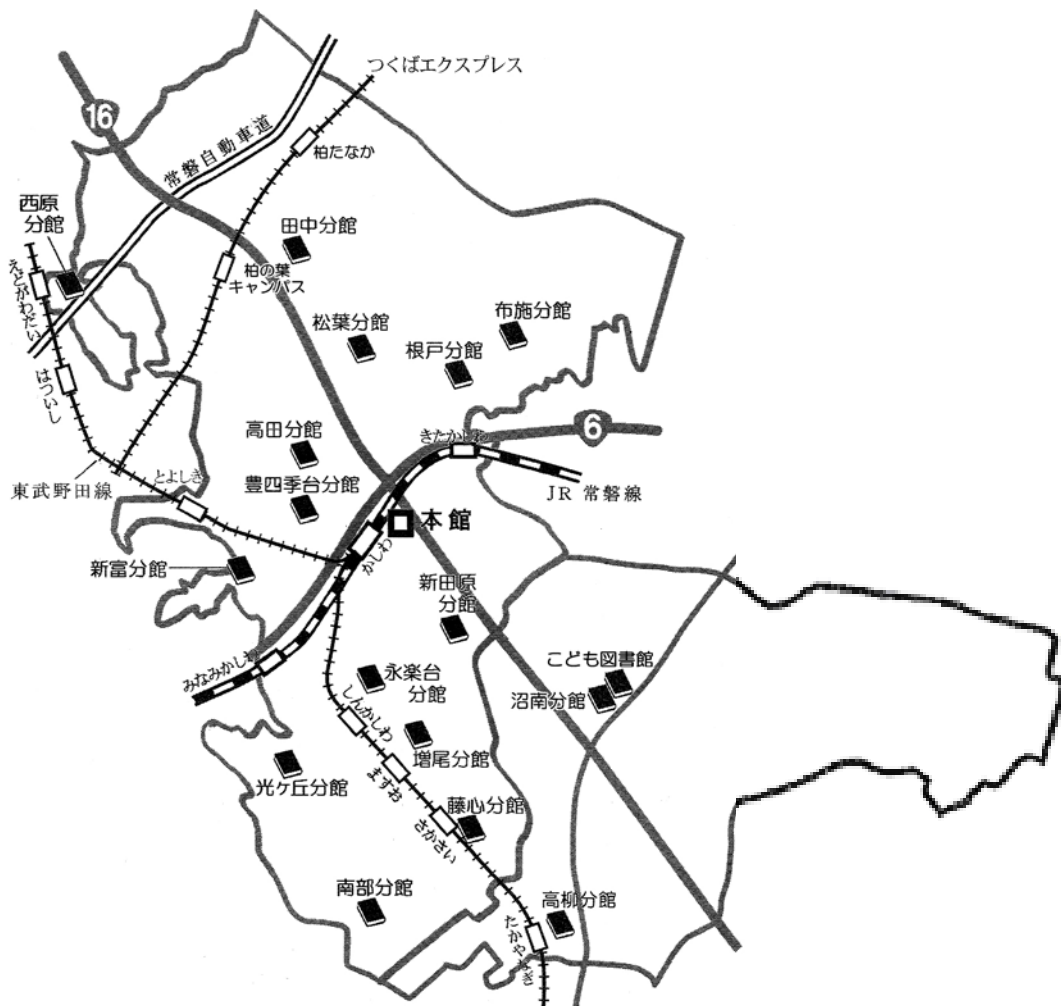 つくばエクスプレス
16
常磐自動車道
柏たなか
西原
分館
田中分館
えどがわだい
柏の葉
キャンパス
布施分館
松葉分館
根戸分館
はついし
高田分館
きたかしわ
6
東武野田線
とよしき
豊四季台分館
JR 常磐線
本館
かしわ
新富分館
新田原
分館
みなみかしわ
永楽台
分館
こども図書館
沼南分館
しんかしわ
増尾分館
光ヶ丘分館
ますお
藤心分館
さかさい
南部分館
高柳分館
たかやなぎ